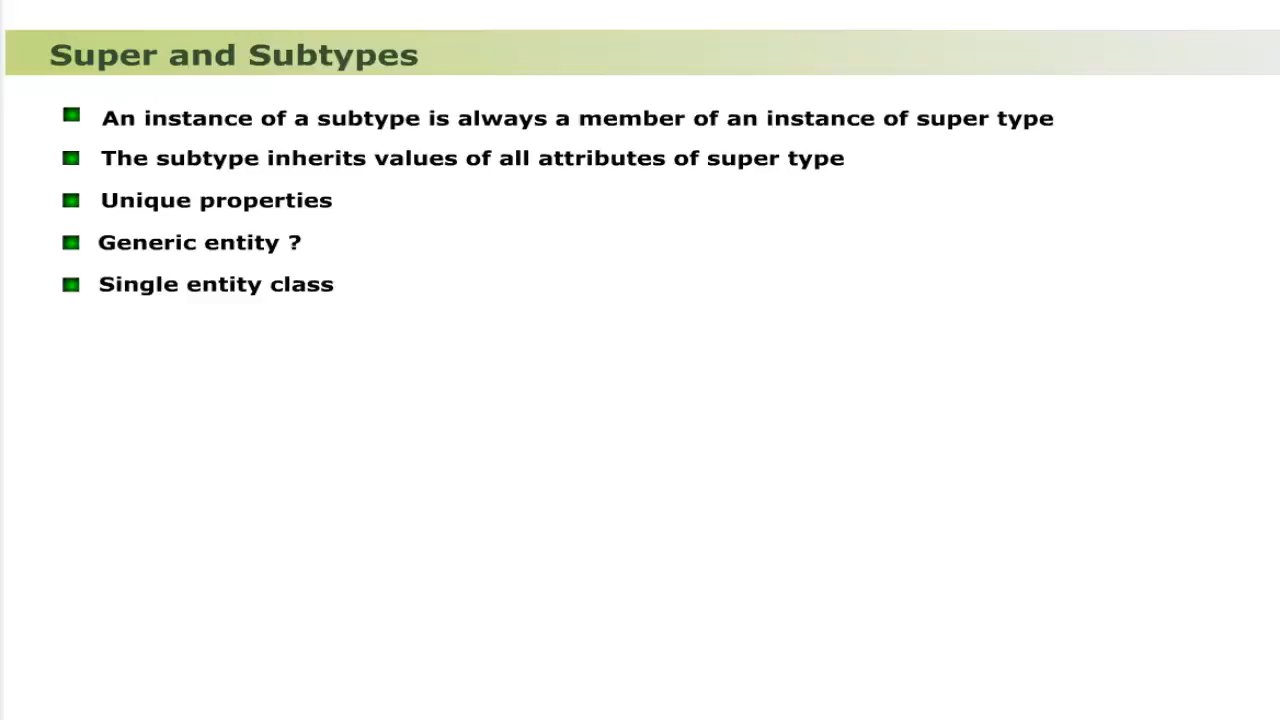 Super and Subtypes
An instance of a subtype is always a member of an instance of super type
The subtype inherits values of all attributes of super type
Unique properties
Generic entity ?
Single entity class